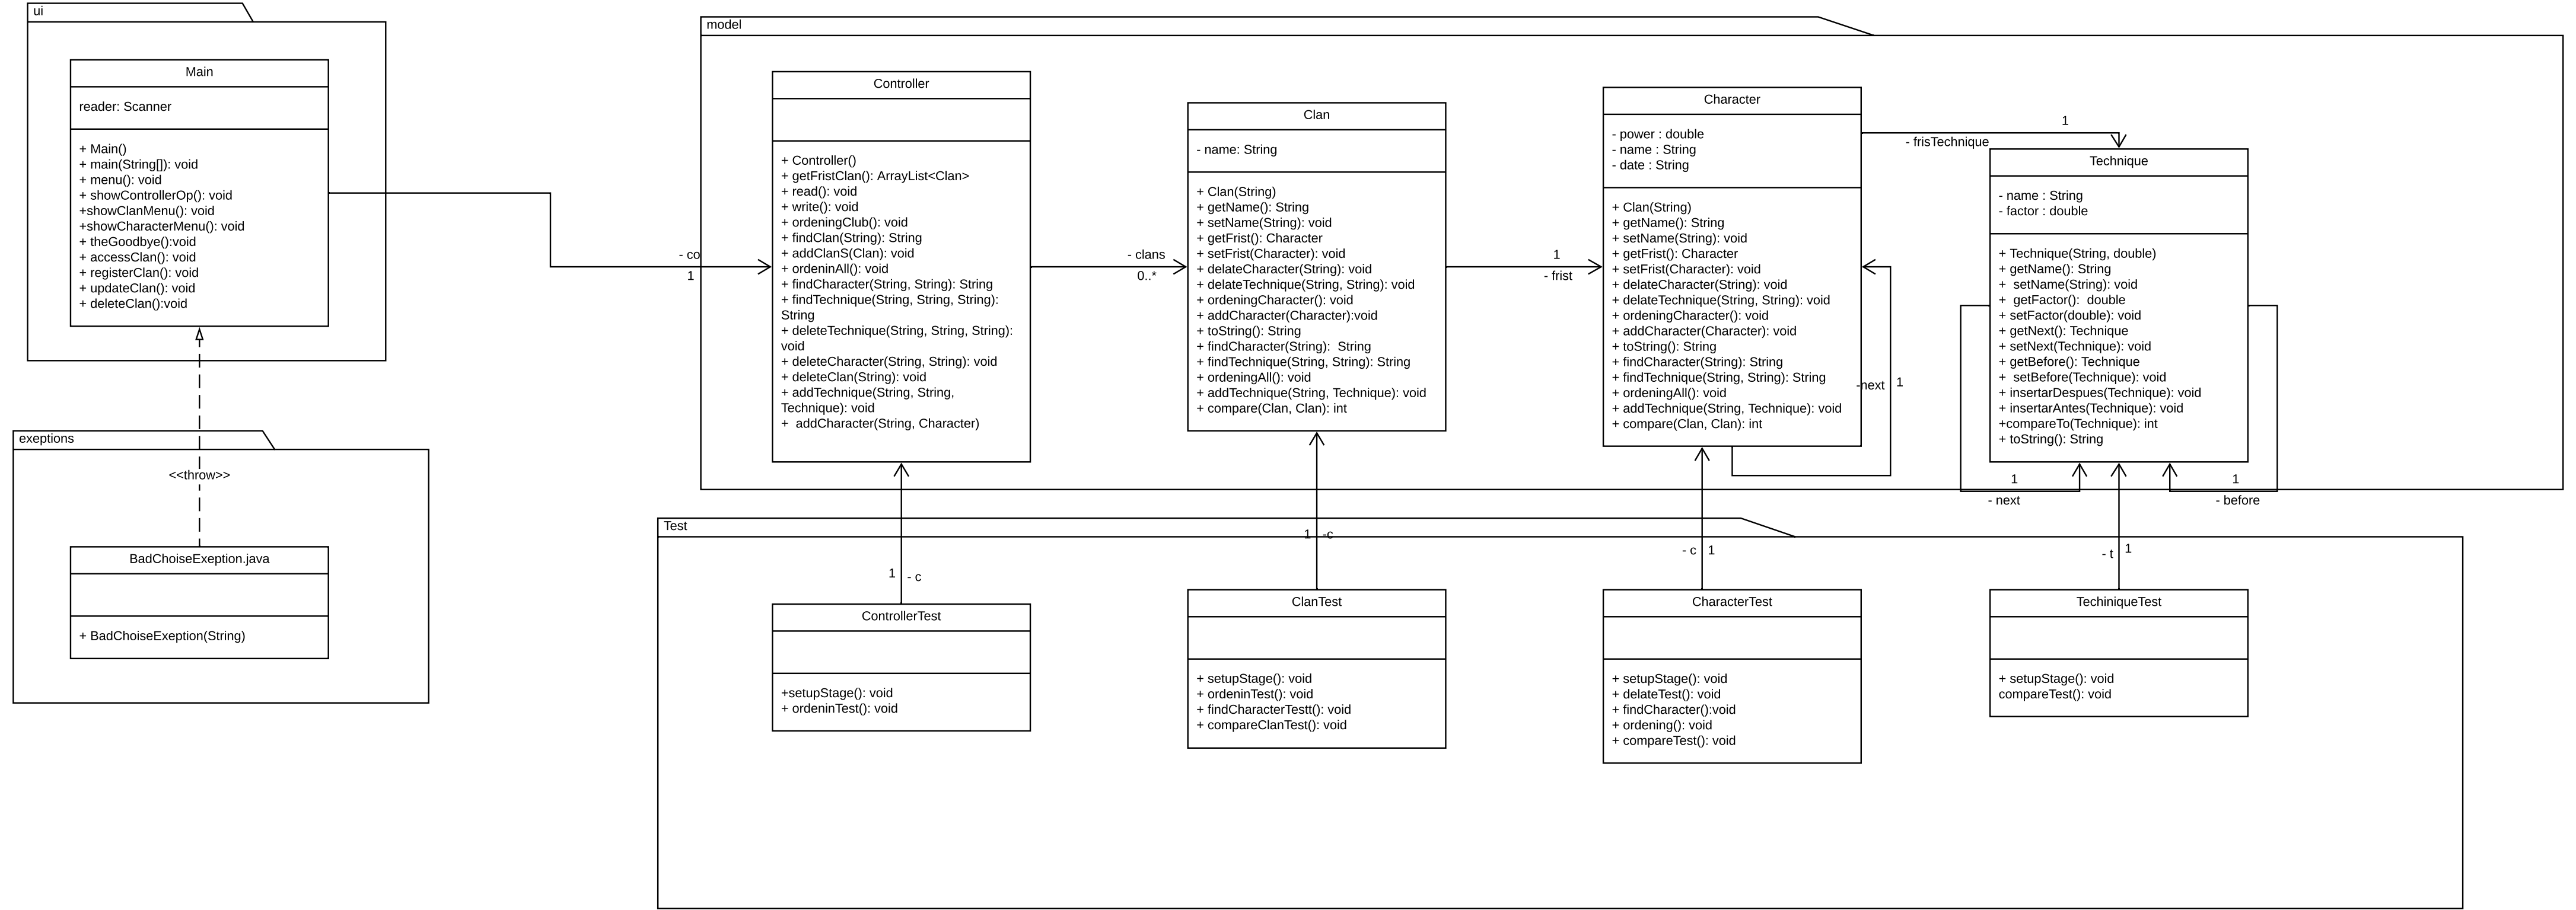 ui
Main
reader: Scanner
+ Main()
+ main(String[]): void
+ menu(): void
+ showControllerOp(): void
+showClanMenu(): void
+showCharacterMenu(): void
+ theGoodbye():void
+ accessClan(): void
+ registerClan(): void
+ updateClan(): void
+ deleteClan():void
exeptions
<<throw>>
BadChoiseExeption.java
+ BadChoiseExeption(String)
model
- co
1
Controller
+ Controller()
+ getFristClan(): ArrayList<Clan>
+ read(): void
+ write(): void
+ ordeningClub(): void
+ findClan(String): String
+ addClanS(Clan): void
+ ordeninAll(): void
+ findCharacter(String, String): String
+ findTechnique(String, String, String):
String
+ deleteTechnique(String, String, String):
void
+ deleteCharacter(String, String): void
+ deleteClan(String): void
+ addTechnique(String, String,
Technique): void
+  addCharacter(String, Character)
- clans
0..*
Clan
- name: String
+ Clan(String)
+ getName(): String
+ setName(String): void
+ getFrist(): Character
+ setFrist(Character): void
+ delateCharacter(String): void
+ delateTechnique(String, String): void
+ ordeningCharacter(): void
+ addCharacter(Character):void
+ toString(): String
+ findCharacter(String):  String
+ findTechnique(String, String): String
+ ordeningAll(): void
+ addTechnique(String, Technique): void
+ compare(Clan, Clan): int
1
- frist
Character
- power : double
- name : String
- date : String
+ Clan(String)
+ getName(): String
+ setName(String): void
+ getFrist(): Character
+ setFrist(Character): void
+ delateCharacter(String): void
+ delateTechnique(String, String): void
+ ordeningCharacter(): void
+ addCharacter(Character): void
+ toString(): String
+ findCharacter(String): String
+ findTechnique(String, String): String
+ ordeningAll(): void
+ addTechnique(String, Technique): void
+ compare(Clan, Clan): int
-next
1
1
- frisTechnique
Technique
- name : String
- factor : double
+ Technique(String, double)
+ getName(): String
+  setName(String): void
+  getFactor():  double
+ setFactor(double): void
+ getNext(): Technique
+ setNext(Technique): void
+ getBefore(): Technique
+  setBefore(Technique): void
+ insertarDespues(Technique): void
+ insertarAntes(Technique): void
+compareTo(Technique): int
+ toString(): String
1
- next
1
- before
Test
1
- c
ControllerTest
+setupStage(): void
+ ordeninTest(): void
1
-c
ClanTest
+ setupStage(): void
+ ordeninTest(): void
+ findCharacterTestt(): void
+ compareClanTest(): void
- c
1
CharacterTest
+ setupStage(): void
+ delateTest(): void
+ findCharacter():void
+ ordening(): void
+ compareTest(): void
- t
1
TechiniqueTest
+ setupStage(): void
compareTest(): void